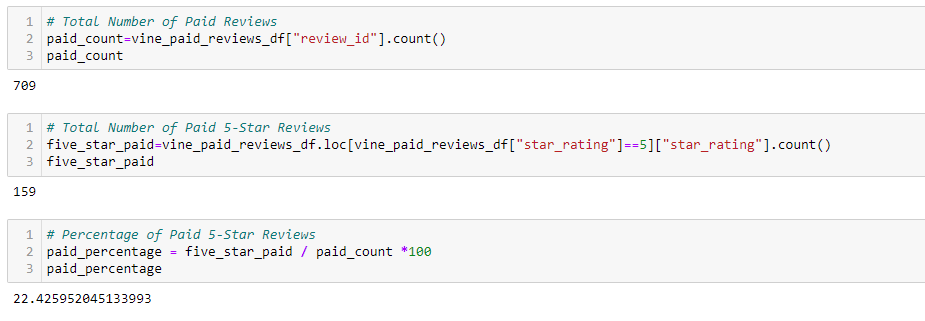 1 # Total Number of Paid Reviews
2 paid_count=vine_paid_reviews_df["review_id"].count()
3 paid_count
709
1 # Total Number of Paid 5-Star Reviews
2 five_star_paid=vine_paid_reviews_df.loc[vine_paid_reviews_df["star_rating"]==5]["star_rating"].count()
3 five_star_paid
159
1 # Percentage of Paid 5-Star Reviews
2 paid_percentage = five_star_paid / paid_count *100
3 paid_percentage
22.425952045133993